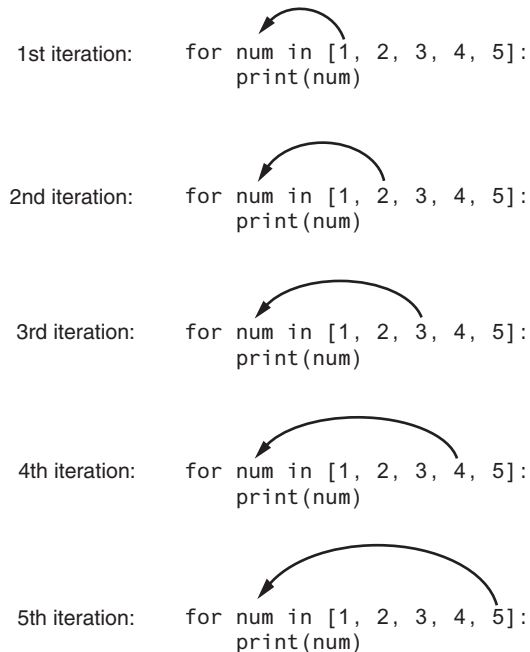 1st iteration: for num in [1, 2, 3, 4, 5]:
print(num)
2nd iteration: for num in [1, 2, 3, 4, 5]:
print(num)
3rd iteration: for num in [1, 2, 3, 4, 5]:
print(num)
4th iteration: for num in [1, 2, 3, 4, 5]:
print(num)
5th iteration: for num in [1, 2, 3, 4, 5]:
print(num)